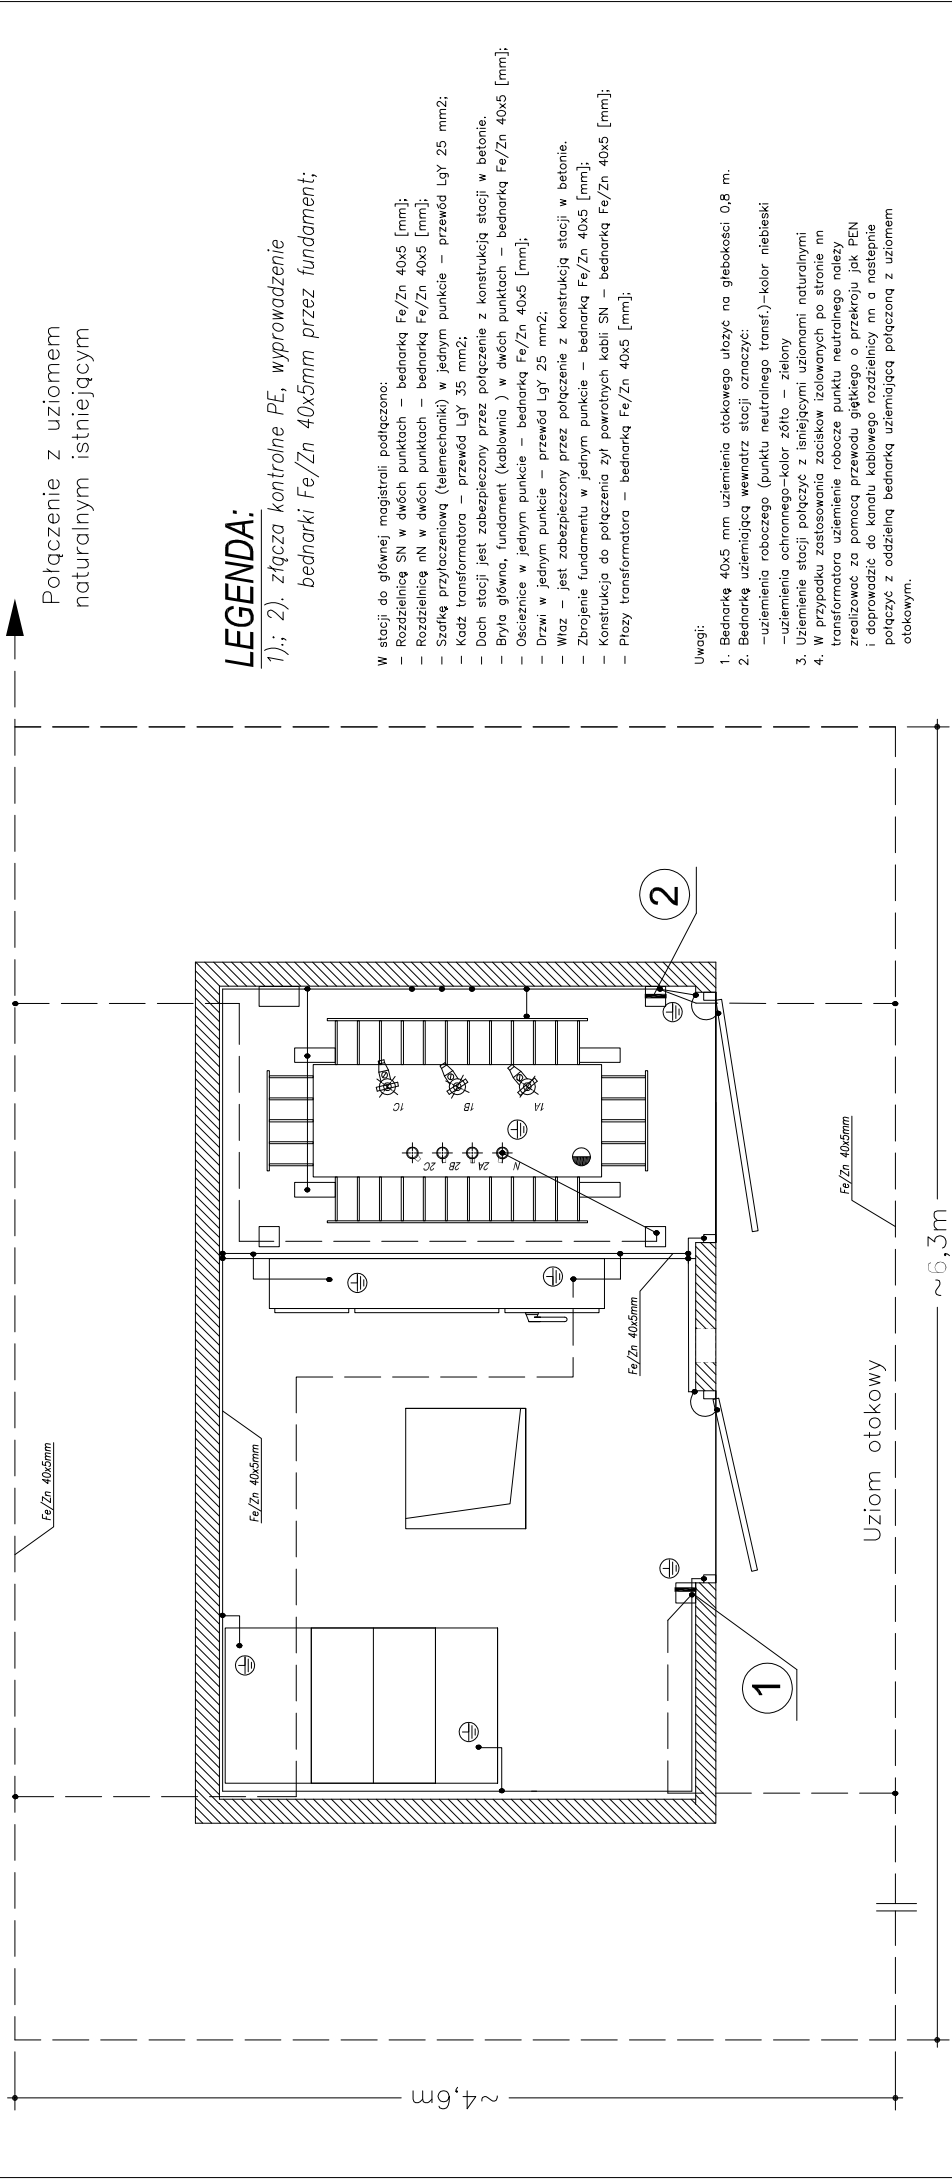 Połączenie z uziomem
naturalnym istniejącym
LEGENDA:
1).; 2). złącza kontrolne PE, wyprowadzenie
bednarki Fe/Zn 40x5mm przez fundament;
W stacji do głównej magistrali podłączono:
– Rozdzielnicę SN w dwóch punktach – bednarką Fe/Zn 40x5 [mm];
– Rozdzielnicę nN w dwóch punktach – bednarką Fe/Zn 40x5 [mm];
– Szafkę przyłączeniową (telemechaniki) w jednym punkcie – przewód LgY 25 mm2;
– Kadź transformatora – przewód LgY 35 mm2;
– Dach stacji jest zabezpieczony przez połączenie z konstrukcją stacji w betonie.
– Bryła główna, fundament (kablownia ) w dwóch punktach – bednarką Fe/Zn 40x5 [mm];
– Ościeżnice w jednym punkcie – bednarką Fe/Zn 40x5 [mm];
– Drzwi w jednym punkcie – przewód LgY 25 mm2;
– Właz – jest zabezpieczony przez połączenie z konstrukcją stacji w betonie.
– Zbrojenie fundamentu w jednym punkcie – bednarką Fe/Zn 40x5 [mm];
– Konstrukcja do połączenia żył powrotnych kabli SN – bednarką Fe/Zn 40x5 [mm];
– Płozy transformatora – bednarką Fe/Zn 40x5 [mm];
Uwagi:
1. Bednarkę 40x5 mm uziemienia otokowego ułożyć na głebokości 0,8 m.
2. Bednarkę uziemiającą wewnatrz stacji oznaczyć:
–uziemienia roboczego (punktu neutralnego transf.)–kolor niebieski
–uziemienia ochronnego–kolor żółto – zielony
3. Uziemienie stacji połączyć z isniejącymi uziomami naturalnymi
4. W przypadku zastosowania zacisków izolowanych po stronie nn
transformatora uziemienie robocze punktu neutralnego należy
zrealizować za pomocą przewodu giętkiego o przekroju jak PEN
i doprowadzić do kanału kablowego rozdzielnicy nn a nastepnie
połączyć z oddzielną bednarką uziemiającą połączoną z uziomem
otokowym.
2
1C
1B
1A
2C
2B
2A
N
Fe/Zn 40x5mm
Fe/Zn 40x5mm
Fe/Zn 40x5mm
Fe/Zn 40x5mm
Uziom otokowy
1
~6,3m
~4,6m